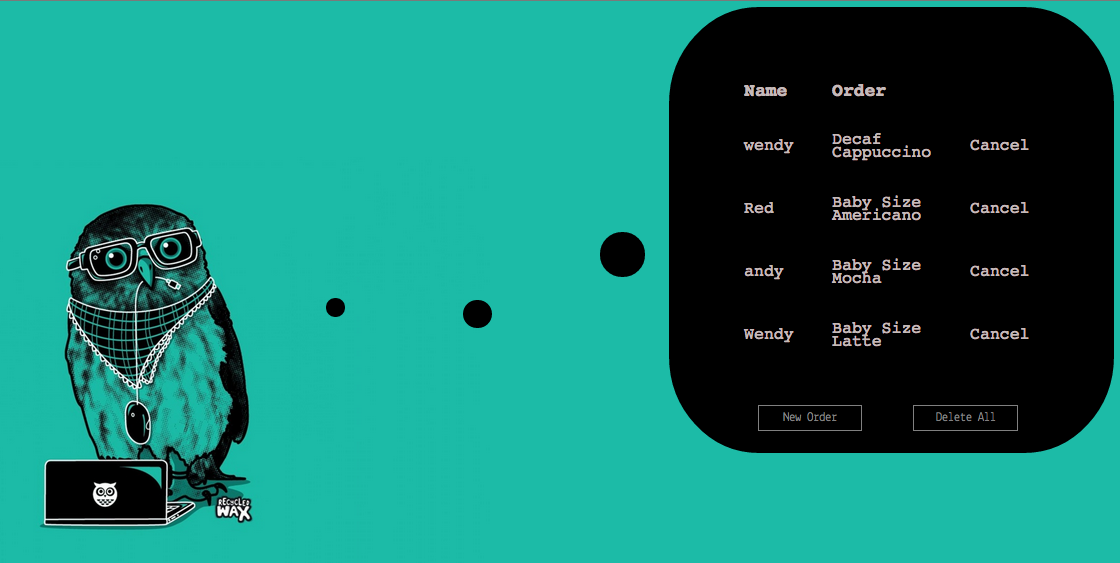 Name Order
wendy Decaf Cappuccino Cancel
Red Baby Size Americano Cancel
andy Baby Size Mocha Cancel
Wendy Baby Size Latte Cancel
New Order Delete All
RECYCLED
WAX